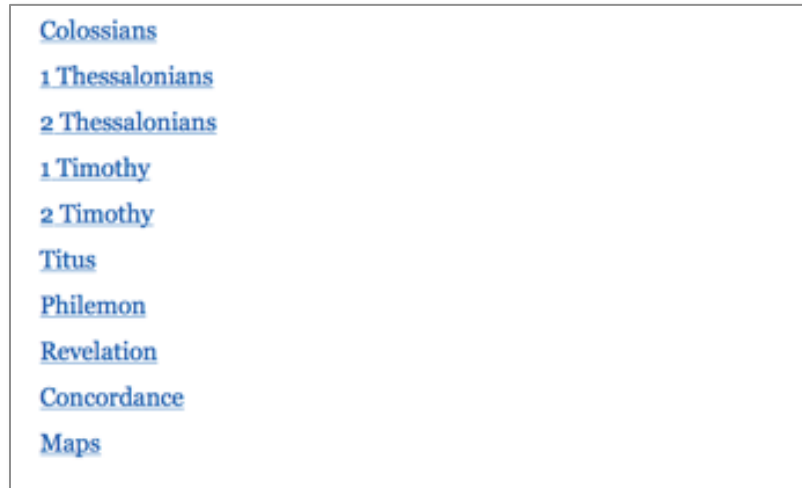 Colossians
1 Thessalonians
2 Thessalonians
1 Timothy
2 Timothy
Titus
Philemon
Revelation
Concordance
Maps